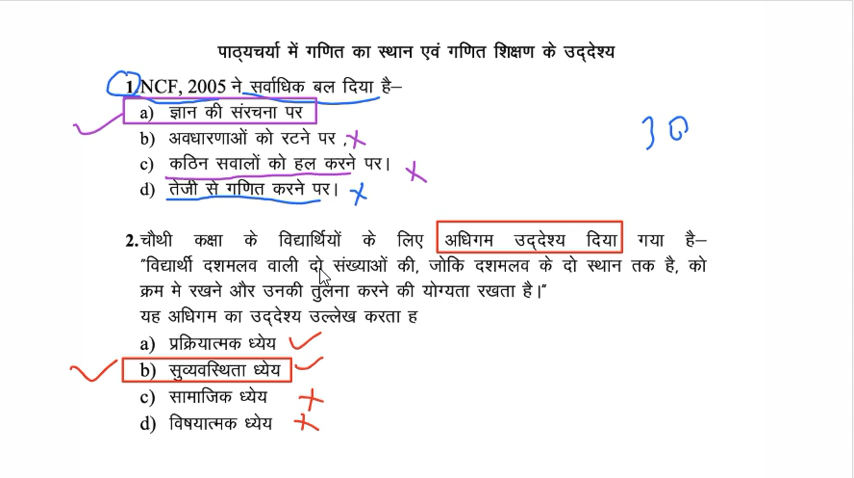 पाठ्यचर्या में गणित का स्थान एवं गणित शिक्षण के उद्देश्य
1.NCF, 2005 ने सर्वाधिक बल दिया है–
a) ज्ञान की संरचना पर
b) अवधारणाओं को रटने पर ,
c) कठिन सवालों को हल करने पर।
d) तेजी से गणित करने पर।
30
2.चौथी कक्षा के विद्यार्थियों के लिए अधिगम उद्देश्य दिया गया है–
"विद्यार्थी दशमलव वाली दो संख्याओं की, जोकि दशमलव के दो स्थान तक है, को
क्रम मे रखने और उनकी तुलना करने की योग्यता रखता है।"
यह अधिगम का उद्देश्य उल्लेख करता ह
a) प्रक्रियात्मक ध्येय
b) सुव्यवस्थिता ध्येय
c) सामाजिक ध्येय
d) विषयात्मक ध्येय